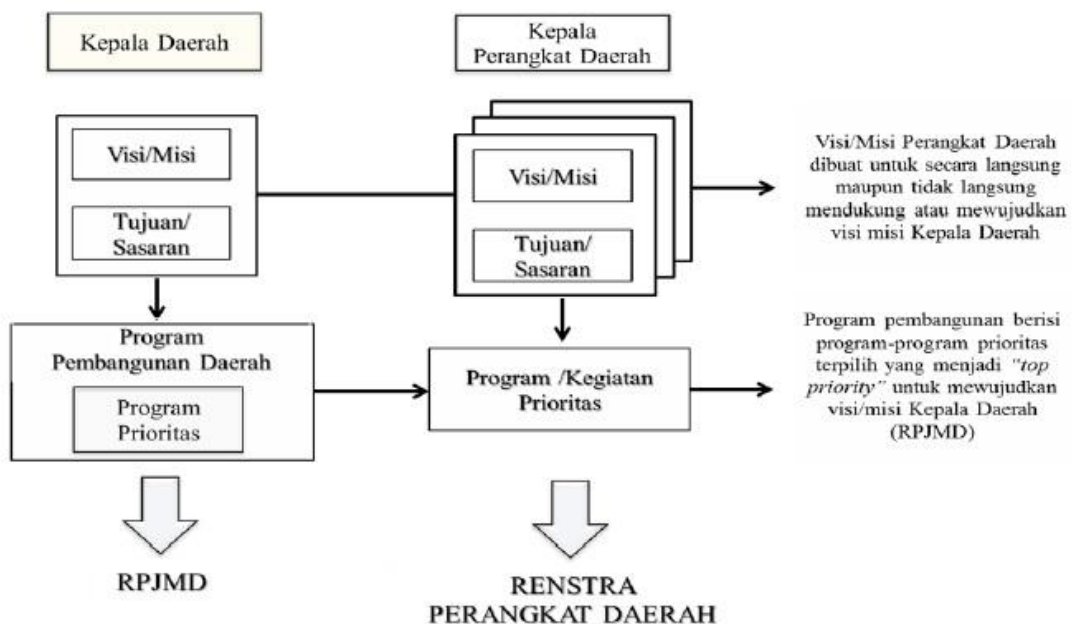 Kepala Daerah
Kepala
Perangkat Daerah
Visi/Misi
Tujuan/
Sasaran
Visi/Misi
Tujuan/
Sasaran
Visi/Misi Perangkat Daerah
dibuat untuk secara langsung
maupun tidak langsung
mendukung atau mewujudkan
visi misi Kepala Daerah
Program
Pembangunan Daerah
Program
Prioritas
Program /Kegiatan
Prioritas
Program pembangunan berisi
program-program prioritas
terpilih yang menjadi “top
priority” untuk mewujudkan
visi/misi Kepala Daerah
(RPJMD)
RPJMD
RENSTRA
PERANGKAT DAERAH